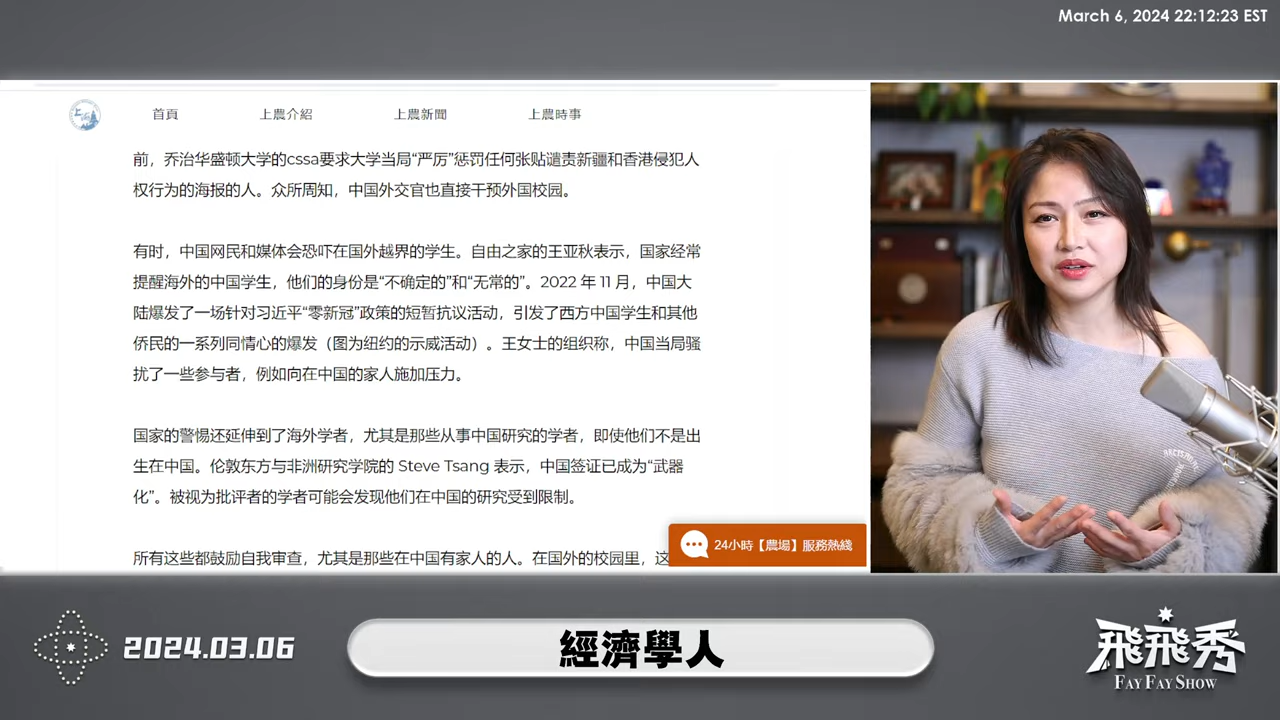 March 6, 2024 22:12:23 EST
首頁 上農介紹 上農新聞 上農時事
前，乔治华盛顿大学的cssa要求大学当局“严厉”惩罚任何张贴谴责新疆和香港侵犯人
权行为的海报的人。众所周知，中国外交官也直接干预外国校园。
有时，中国网民和媒体会恐吓在国外越界的学生。自由之家的王亚秋表示，国家经常
提醒海外的中国学生，他们的身份是“不确定的”和“无常的”。2022 年 11 月，中国大
陆爆发了一场针对习近平“零新冠”政策的短暂抗议活动，引发了西方中国学生和其他
侨民的一系列同情心的爆发（图为纽约的示威活动）。王女士的组织称，中国当局骚
扰了一些参与者，例如向在中国的家人施加压力。
国家的警惕还延伸到了海外学者，尤其是那些从事中国研究的学者，即使他们不是出
生在中国。伦敦东方与非洲研究学院的 Steve Tsang 表示，中国签证已成为“武器
化”。被视为批评者的学者可能会发现他们在中国的研究受到限制。
所有这些都鼓励自我审查，尤其是那些在中国有家人的人。在国外的校园里，这
24小時【農場】服務熱綫
2024.03.06
經濟學人
飛飛秀
FAY FAY SHOW